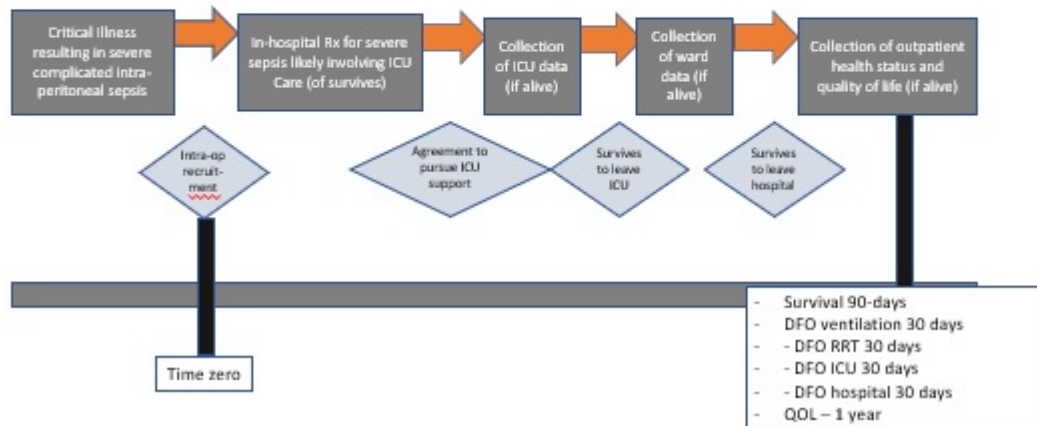 Critical Illness
resulting in severe
complicated intra-
peritoneal sepsis
In-hospital Rx for severe
sepsis likely involving ICU
Care (of survives)
Collection
of ICU data
(if alive)
Collection
of ward
data (if
alive)
Collection of outpatient
health status and
quality of life (if alive)
Intra-op
recruit-
ment
Agreement to
pursue ICU
support
Survives
to leave
ICU
Survives
to leave
hospital
Time zero
- Survival 90-days
- DFO ventilation 30 days
- - DFO RRT 30 days
- - DFO ICU 30 days
- - DFO hospital 30 days
- QOL – 1 year